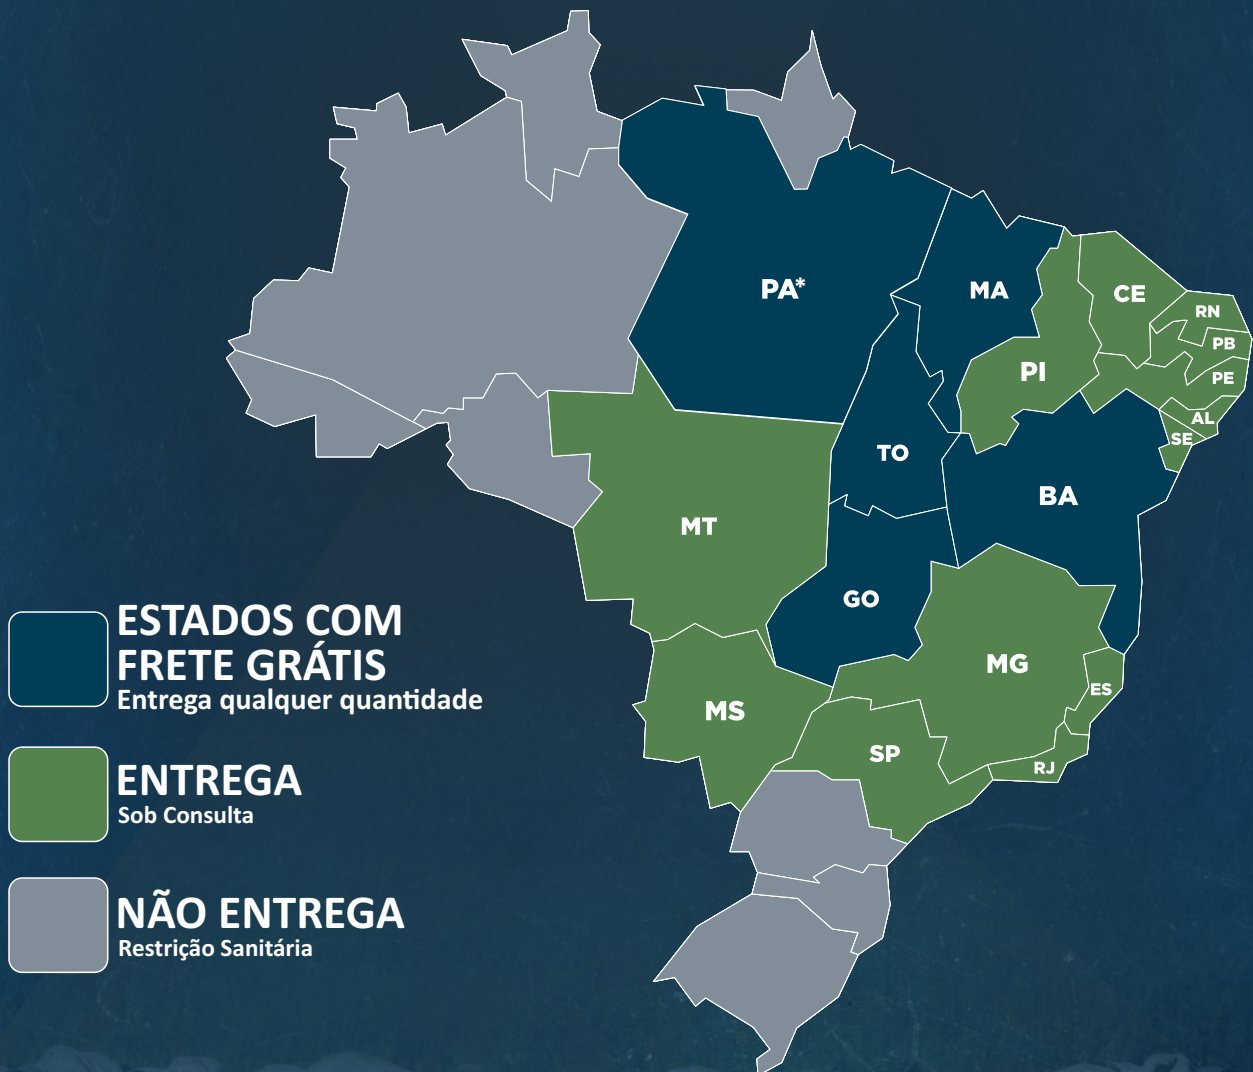 PA*
MA
CE
RN
PB
PI
PE
AL
SE
TO
BA
MT
GO
MG
ES
MS
SP
RJ
ESTADOS COM
FRETE GRÁTIS
Entrega qualquer quantidade
ENTREGA
Sob Consulta
NÃO ENTREGA
Restrição Sanitária